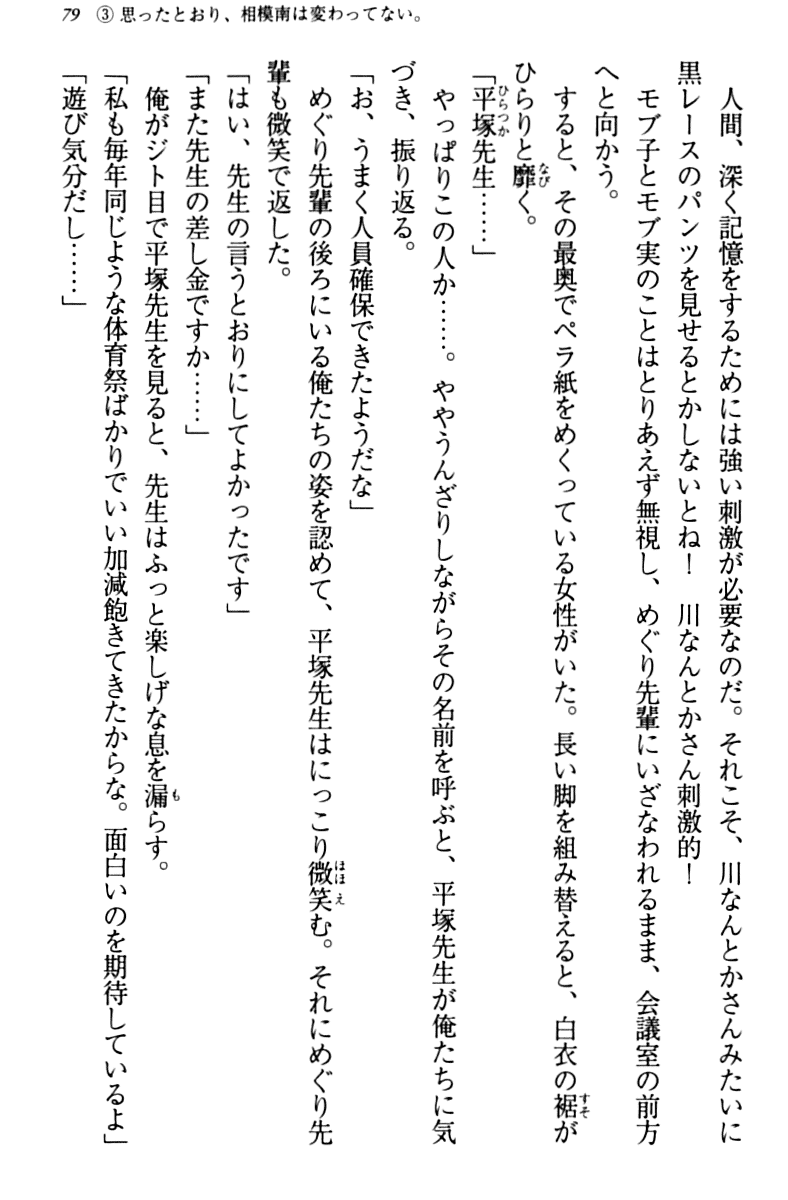 79　③ 思ったとおり、相模南は変わってない。
人間、深く記憶をするためには強い刺激が必要なのだ。それこそ、川なんとかさんみたいに
黒レースのパンツを見せるとかしないとね！　川なんとかさん刺激的！
モブ子とモブ実のことはとりあえず無視し、めぐり先輩にいざなわれるまま、会議室の前方
へと向かう。
すると、その最奥でペラ紙をめくっている女性がいた。長い脚を組み替えると、白衣の裾が
ひらりと靡く。
「平塚先生……」
やっぱりこの人か……。ややうんざりしながらその名前を呼ぶと、平塚先生が俺たちに気
づき、振り返る。
「お、うまく人員確保できたようだな」
めぐり先輩の後ろにいる俺たちの姿を認めて、平塚先生はにっこり微笑む。それにめぐり先
輩も微笑で返した。
「はい、先生の言うとおりにしてよかったです」
「また先生の差し金ですか……」
俺がジト目で平塚先生を見ると、先生はふっと楽しげな息を漏らす。
「私も毎年同じような体育祭ばかりでいい加減飽きてきたからな。面白いのを期待しているよ」
「遊び気分だし……」